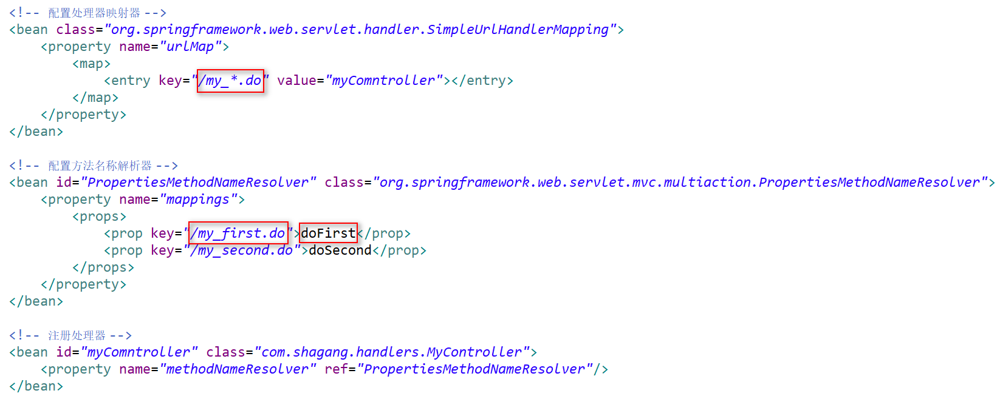 <!-- 配置处理器映射器 -->
<bean class="org.springframework.web.servlet.handler.SimpleUrlHandlerMapping">
    <property name="urlMap">
        <map>
            <entry key="/my_*.do" value="myComntroller"></entry>
        </map>
    </property>
</bean>

<!-- 配置方法名称解析器 -->
<bean id="PropertiesMethodNameResolver" class="org.springframework.web.servlet.mvc.multiaction.PropertiesMethodNameResolver">
    <property name="mappings">
        <props>
            <prop key="/my_first.do">doFirst</prop>
            <prop key="/my_second.do">doSecond</prop>
        </props>
    </property>
</bean>

<!-- 注册处理器 -->
<bean id="myComntroller" class="com.shagang.handlers.MyController">
    <property name="methodNameResolver" ref="PropertiesMethodNameResolver"/>
</bean>